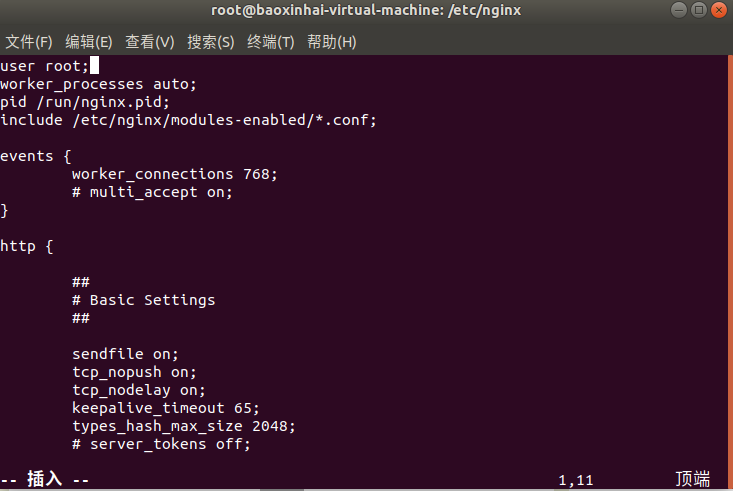 root@baoxinhai-virtual-machine: /etc/nginx
文件(F) 编辑(E) 查看(V) 搜索(S) 终端(T) 帮助(H)
user root;
worker_processes auto;
pid /run/nginx.pid;
include /etc/nginx/modules-enabled/*.conf;
events {
worker_connections 768;
# multi_accept on;
}
http {
##
# Basic Settings
##
sendfile on;
tcp_nopush on;
tcp_nodelay on;
keepalive_timeout 65;
types_hash_max_size 2048;
# server_tokens off;
-- 插入 -- 1,11 顶端